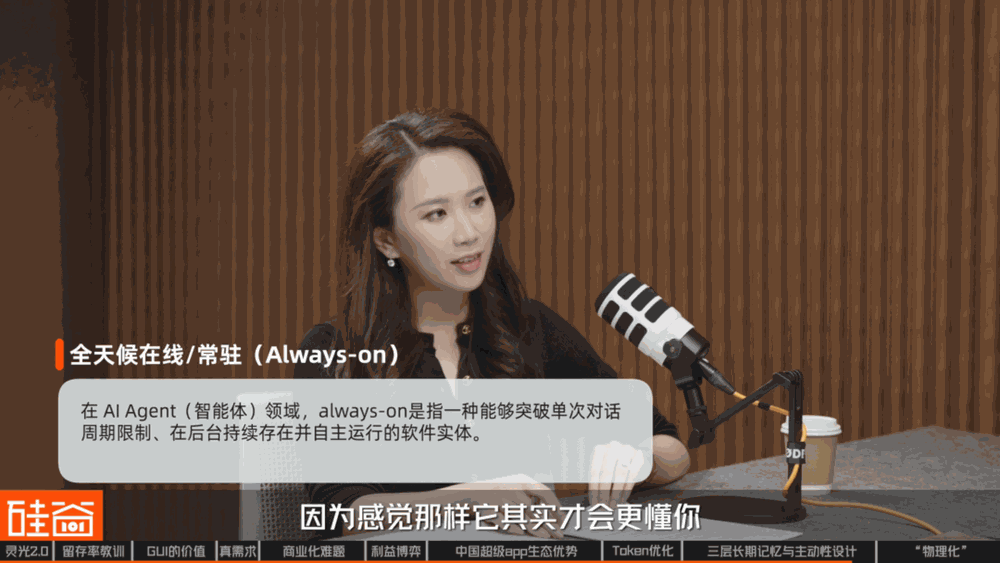 全天候在线/常驻（Always-on）
在 AI Agent（智能体）领域，always-on是指一种能够突破单次对话
周期限制、在后台持续存在并自主运行的软件实体。
因为感觉那样它其实才会更懂你
硅谷
101
灵光2.0 留存率教训 GUI的价值 真需求 商业化难题 利益博弈 中国超级app生态优势 Token优化 三层长期记忆与主动性设计 “物理化”